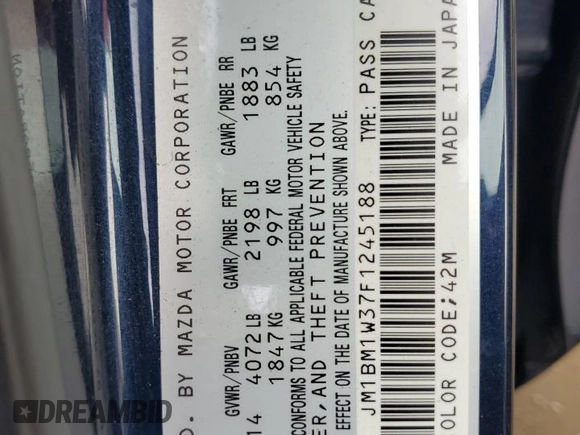 D. BY MAZDA MOTOR CORPORATION
GVWR/PNBV GAWR/PNBE FRT GAWR/PNBE RR
14 4072 LB 2198 LB 1883 LB
1847 KG 997 KG 854 KG
CONFORMS TO ALL APPLICABLE FEDERAL MOTOR VEHICLE SAFETY
ER, AND THEFT PREVENTION
EFFECT ON THE DATE OF MANUFACTURE SHOWN ABOVE.
JM1BM1W37F1245188 TYPE: PASS CA
MADE IN JAPA
OLOR CODE;42M
DREAMBID